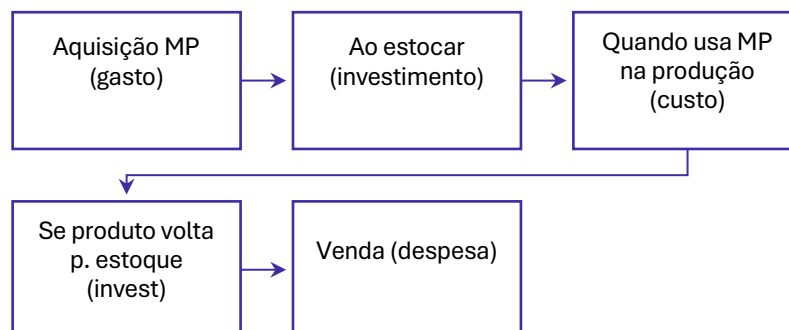 Aquisição MP
(gasto)
Ao estocar
(investimento)
Quando usa MP
na produção
(custo)
Se produto volta
p. estoque
(invest)
Venda (despesa)